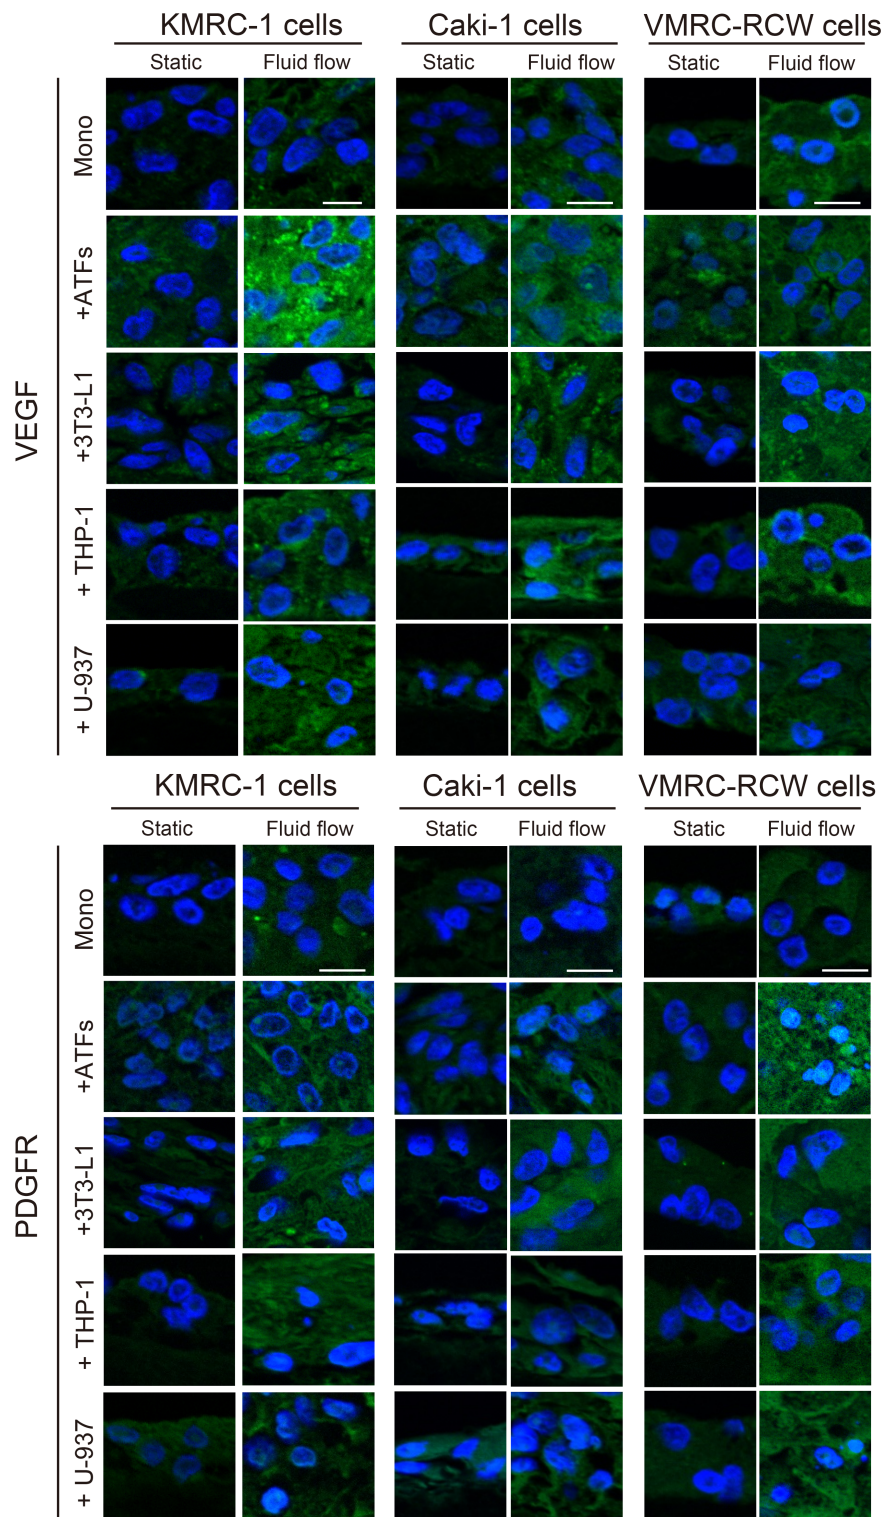 KMRC-1 cells Caki-1 cells VMRC-RCW cells
Static Fluid flow Static Fluid flow Static Fluid flow
VEGF
Mono
+ATFs
+3T3-L1
+ THP-1
+ U-937
KMRC-1 cells Caki-1 cells VMRC-RCW cells
Static Fluid flow Static Fluid flow Static Fluid flow
PDGFR
Mono
+ATFs
+3T3-L1
+ THP-1
+ U-937